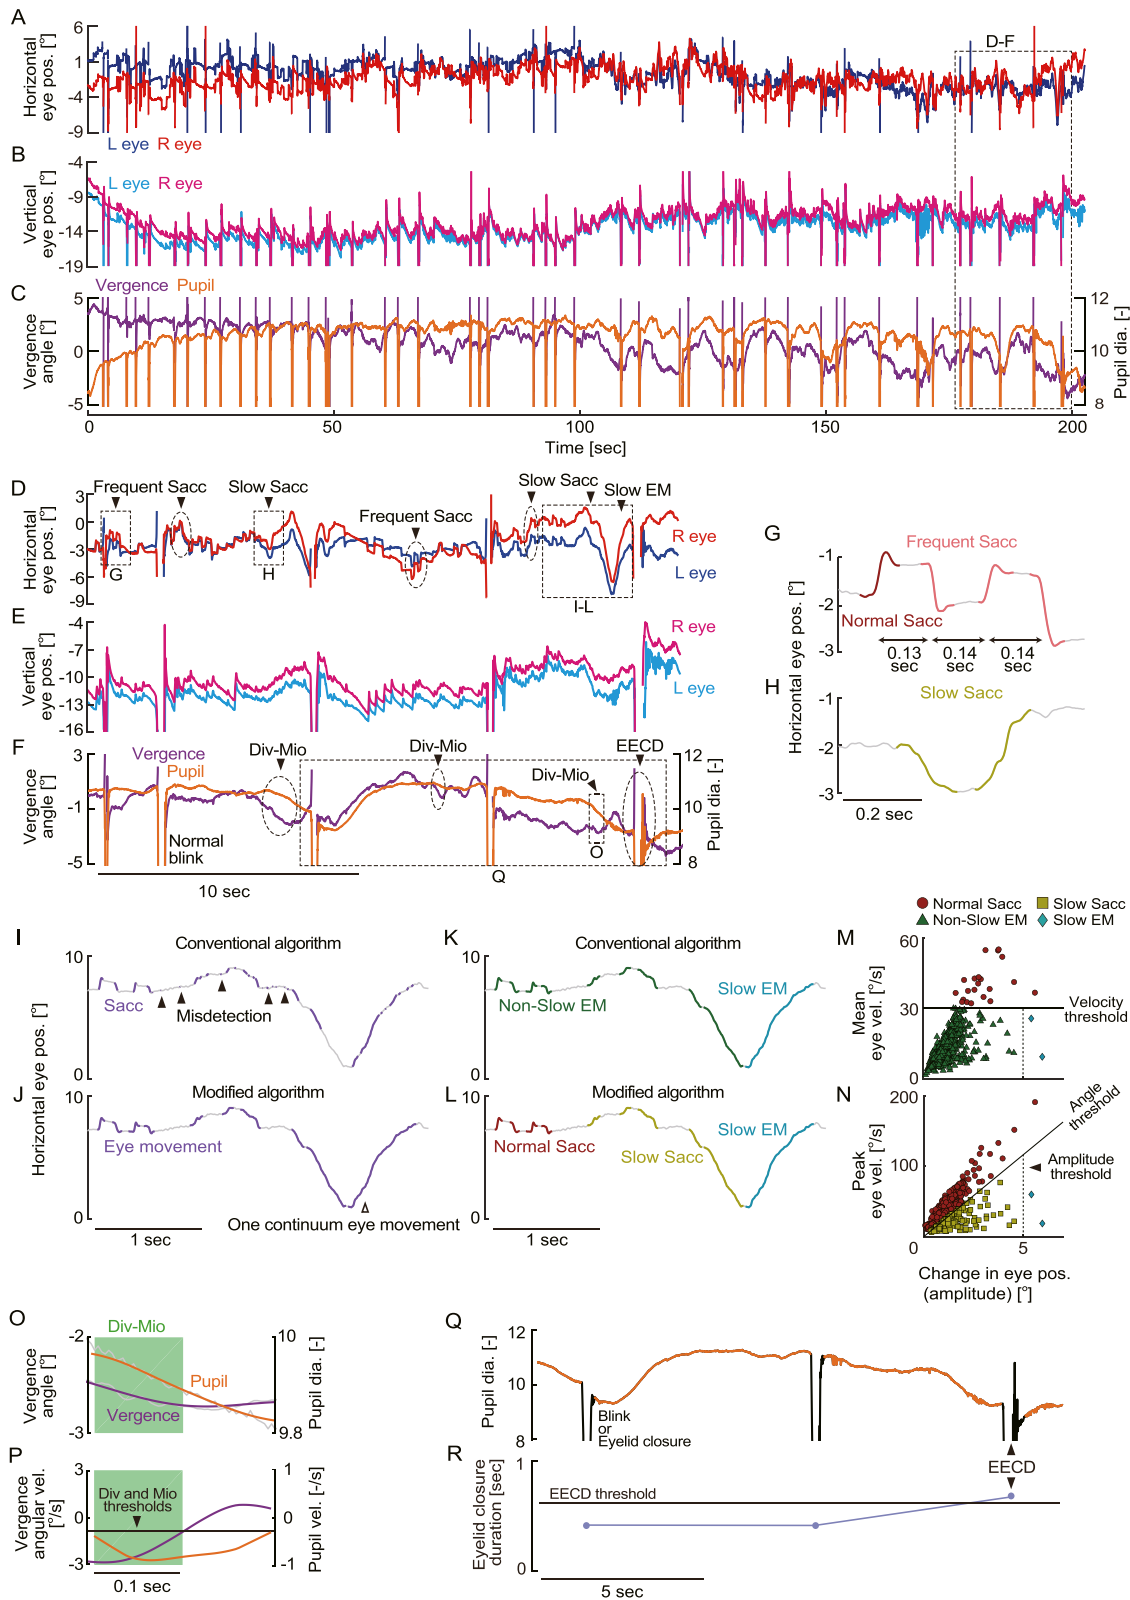 A
Horizontal
eye pos. [°]
6
1
-4
-9
D-F
L eye R eye
B
Vertical
eye pos. [°]
-4
-9
-14
-19
L eye R eye
C
Vergence Pupil
Vergence
angle [°]
5
0
-5
12
10
8
Pupil dia. [-]
0
50
100
150
200
Time [sec]
D
Horizontal
eye pos. [°]
3
0
-3
-6
-9
Frequent Sacc
Slow Sacc
Frequent Sacc
Slow Sacc
Slow EM
R eye
L eye
G
H
I-L
E
Vertical
eye pos. [°]
-4
-7
-10
-13
-16
R eye
L eye
F
Vergence
angle [°]
3
-1
-5
Vergence
Pupil
Div-Mio
Div-Mio
Div-Mio
EECD
Normal
blink
O
Q
12
10
8
Pupil dia. [-]
10 sec
G
Horizontal eye pos. [°]
-1
-2
-3
Frequent Sacc
Normal Sacc
0.13
sec
0.14
sec
0.14
sec
H
-1
-2
-3
Slow Sacc
0.2 sec
I
Conventional algorithm
10
0
Sacc
Misdetection
Horizontal eye pos. [°]
J
Modified algorithm
10
0
Eye movement
One continuum eye movement
1 sec
K
Conventional algorithm
10
0
Non-Slow EM
Slow EM
L
Modified algorithm
10
0
Normal Sacc
Slow Sacc
Slow EM
1 sec
Normal Sacc
Slow Sacc
Non-Slow EM
Slow EM
M
Mean
eye vel. [°/s]
60
30
0
Velocity
threshold
N
Peak
eye vel. [°/s]
200
100
0
5
Angle
threshold
Amplitude
threshold
Change in eye pos.
(amplitude) [°]
O
Div-Mio
Vergence
angle [°]
-2
-3
Pupil
Vergence
10
9.8
Pupil dia. [-]
P
Vergence
angular vel.
[°/s]
3
0
-3
Div and Mio
thresholds
1
0
-1
Pupil vel. [-/s]
0.1 sec
Q
Pupil dia. [-]
12
10
8
Blink
or
Eyelid closure
EECD
R
Eyelid closure
duration [sec]
1
0
EECD threshold
5 sec